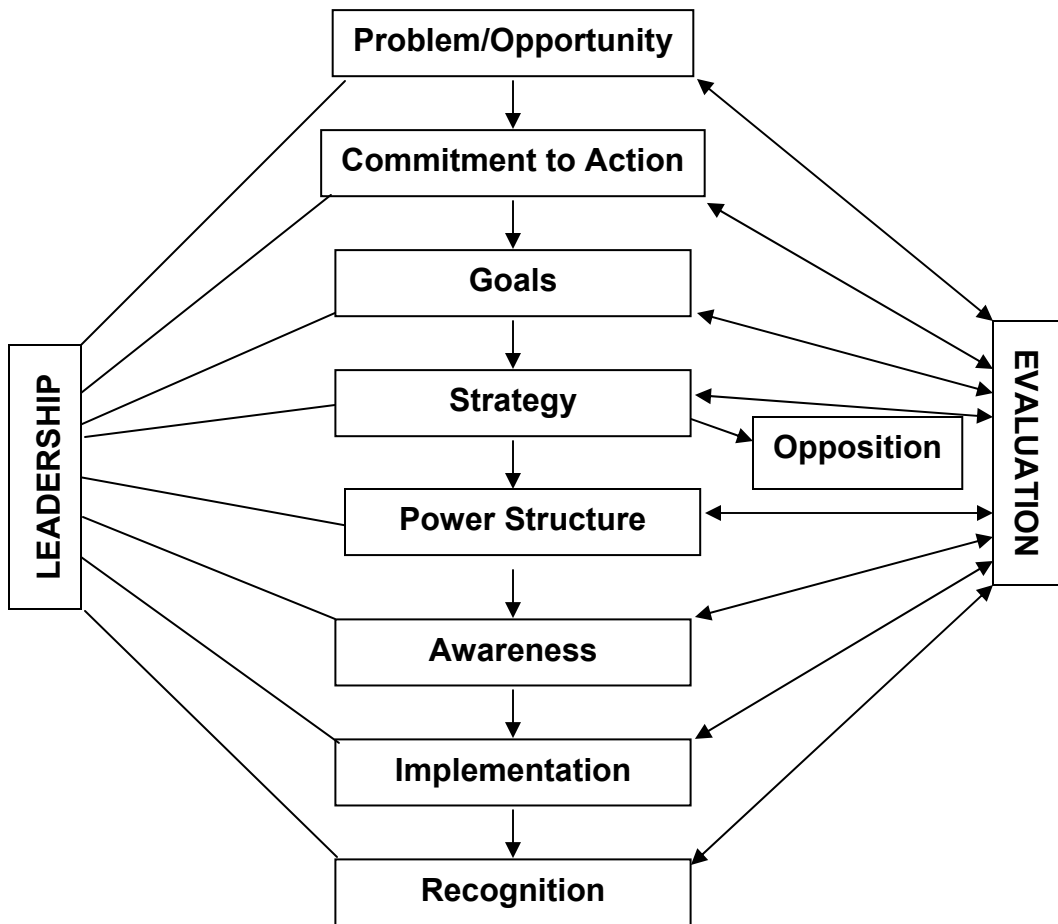 Problem/Opportunity
Commitment to Action
Goals
Strategy
Opposition
Power Structure
Awareness
Implementation
Recognition
LEADERSHIP
EVALUATION